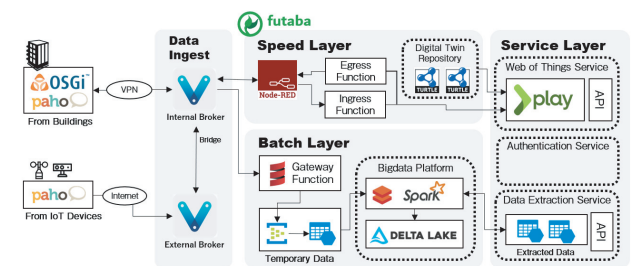 futaba
Data
Ingest
Speed Layer
Service Layer
OSGi™
paho
From Buildings
VPN
Internal Broker
Bridge
Node-RED
Egress
Function
Ingress
Function
Digital Twin
Repository
TURTLE
TURTLE
Web of Things Service
play
API
Authentication Service
Batch Layer
Gateway
Function
Bigdata Platform
Spark
DELTA LAKE
Temporary Data
paho
From IoT Devices
Internet
External Broker
Data Extraction Service
Extracted Data
API